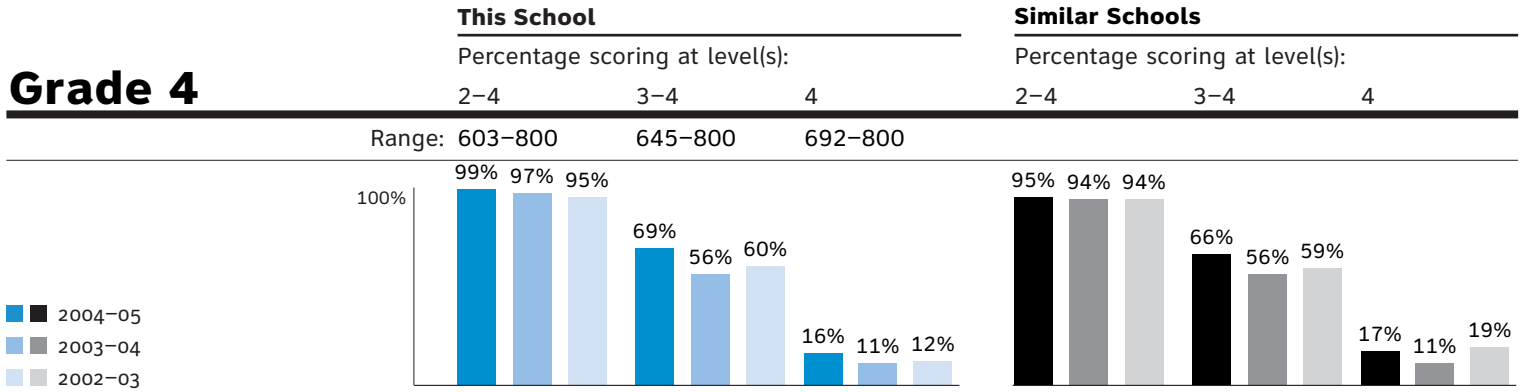 This School Similar Schools
Percentage scoring at level(s): Percentage scoring at level(s):
Grade 4 2–4 3–4 4 2–4 3–4 4
Range: 603–800 645–800 692–800
99% 97% 95% 95% 94% 94%
100%
69% 56% 60% 66% 56% 59%
16% 11% 12% 17% 11% 19%
2004–05
2003–04
2002–03